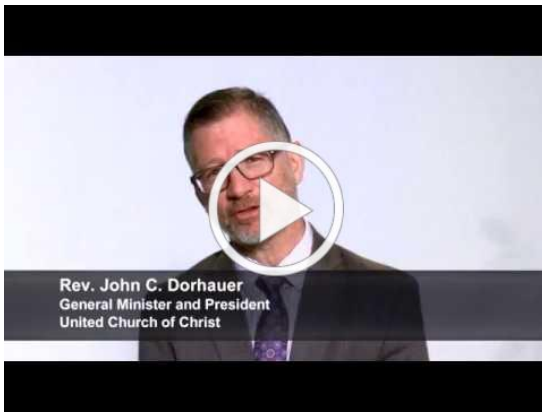 Rev. John C. Dorhauer
General Minister and President
United Church of Christ